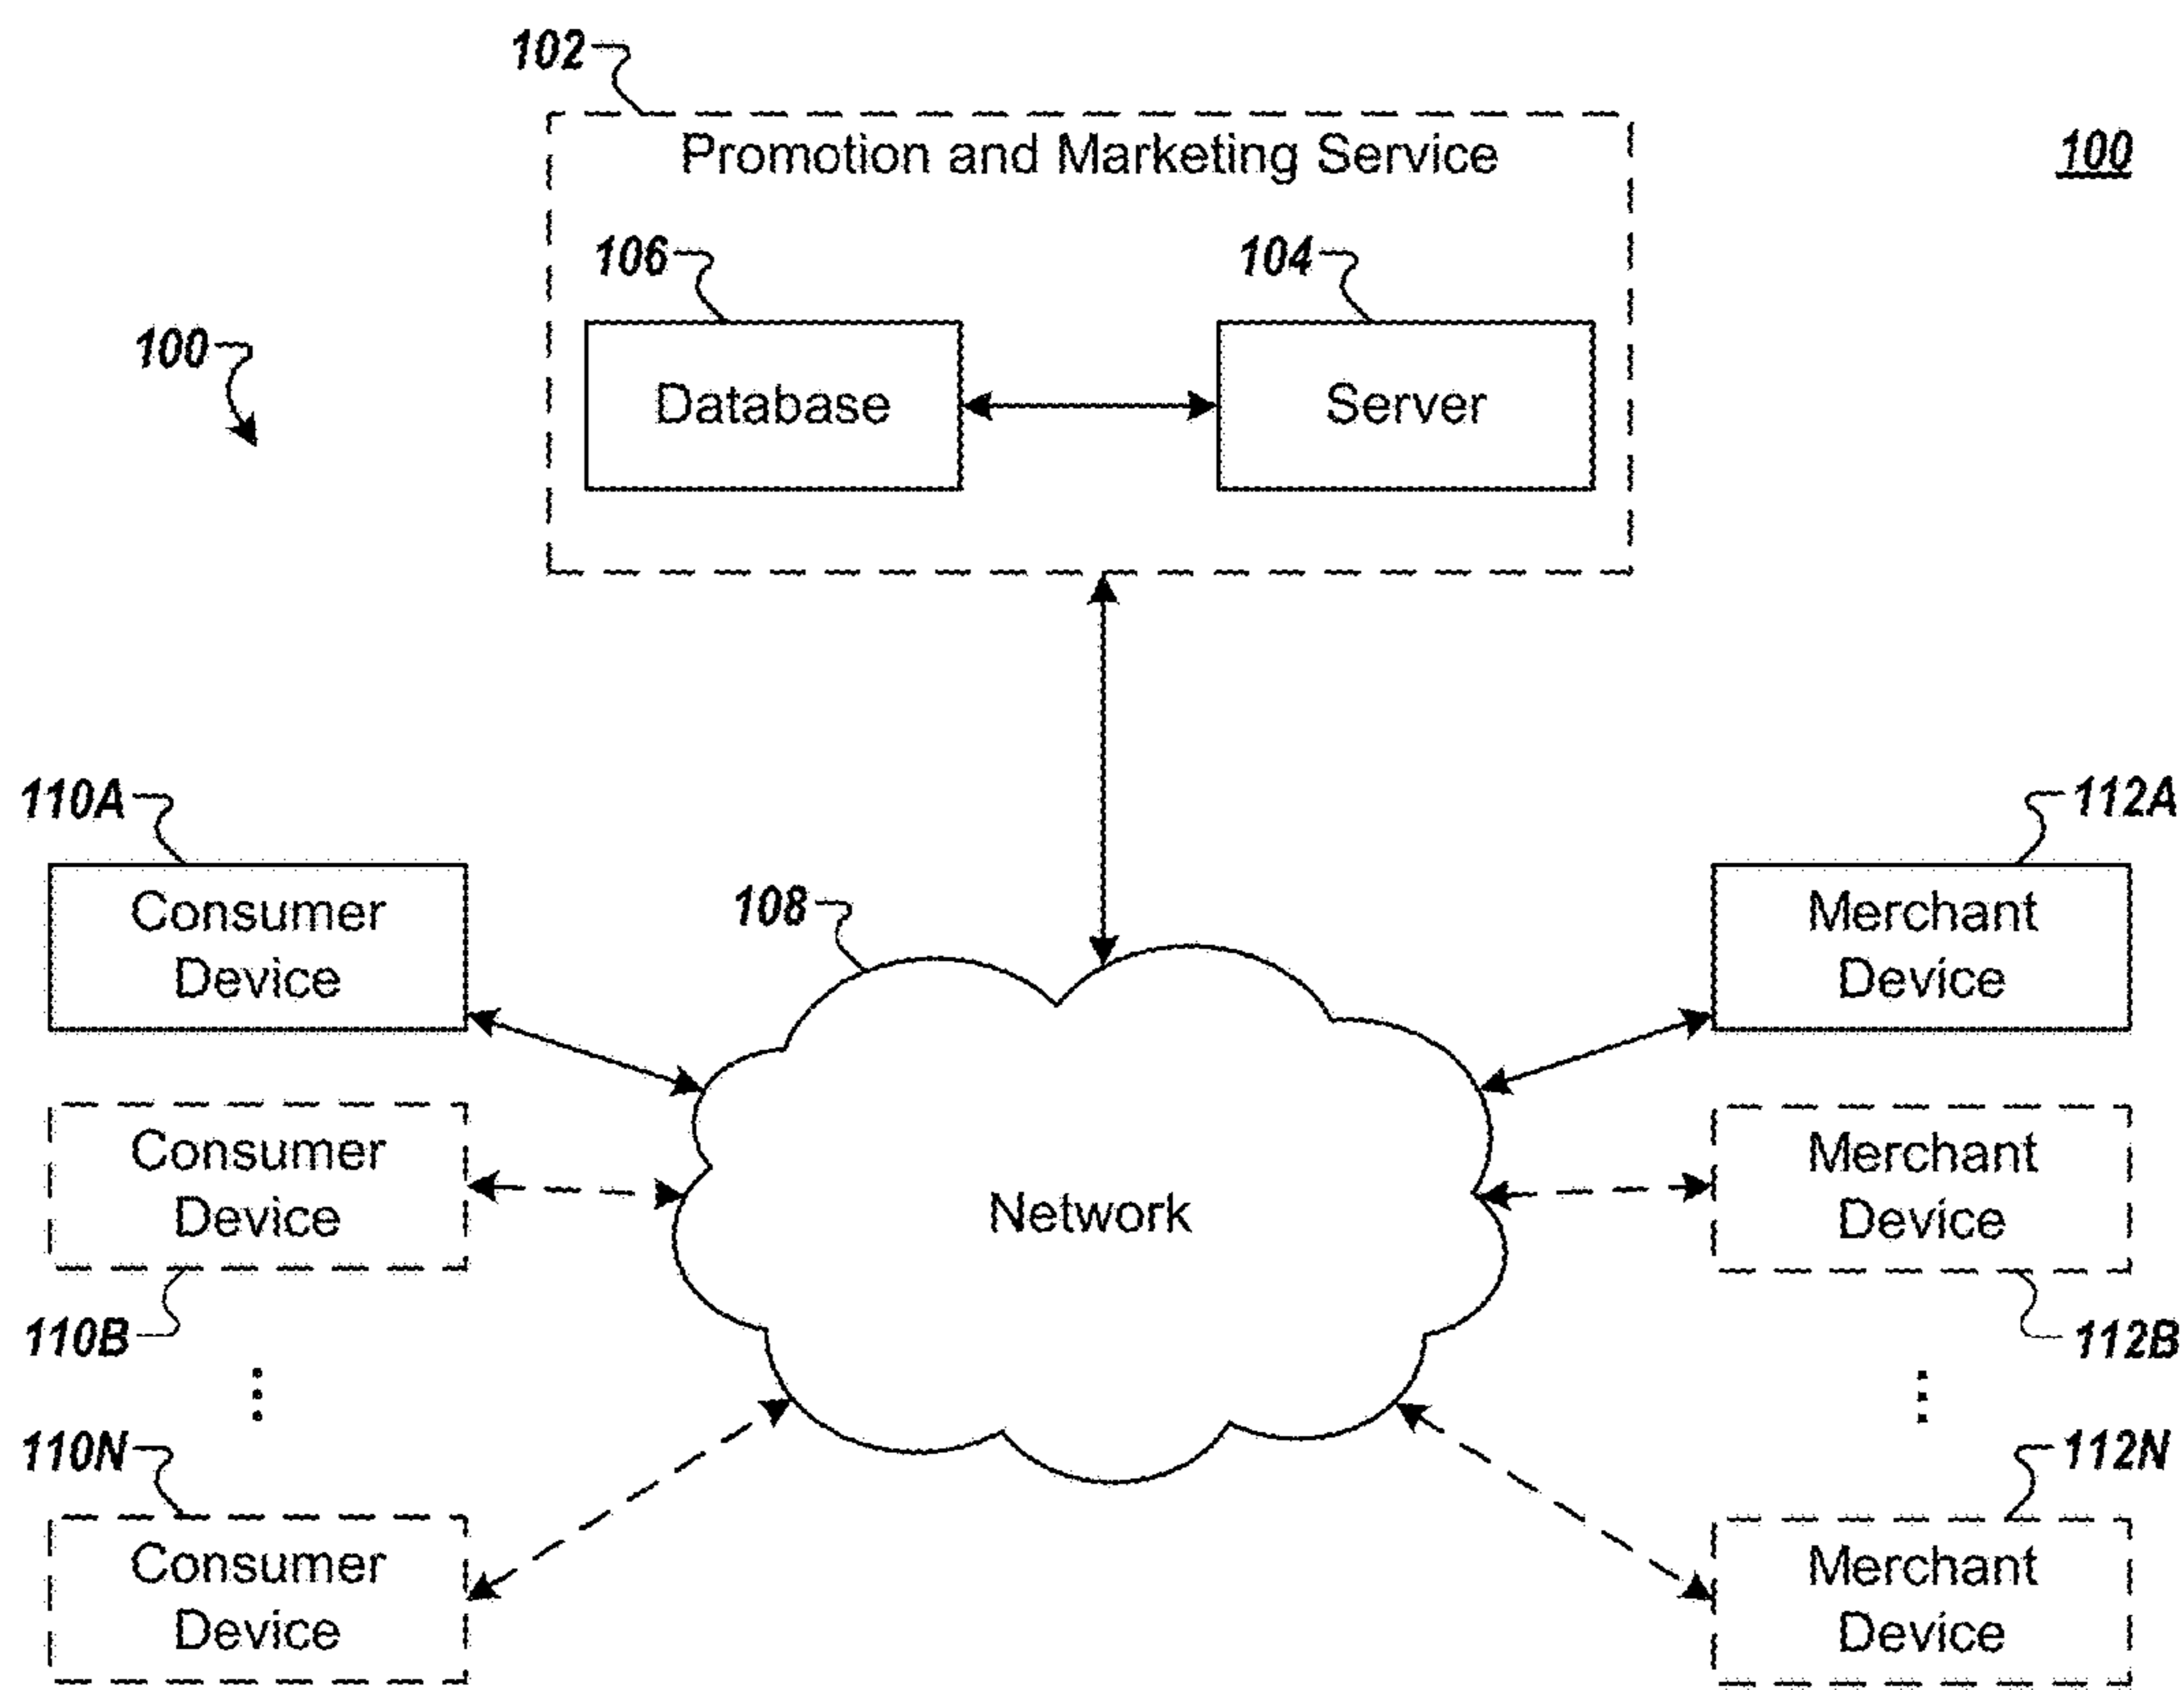 102
Promotion and Marketing Service
100
106
104
100
Database
Server
110A
112A
Consumer
Device
108
Merchant
Device
Consumer
Device
Network
Merchant
Device
110B
112B
110N
112N
Consumer
Device
Merchant
Device